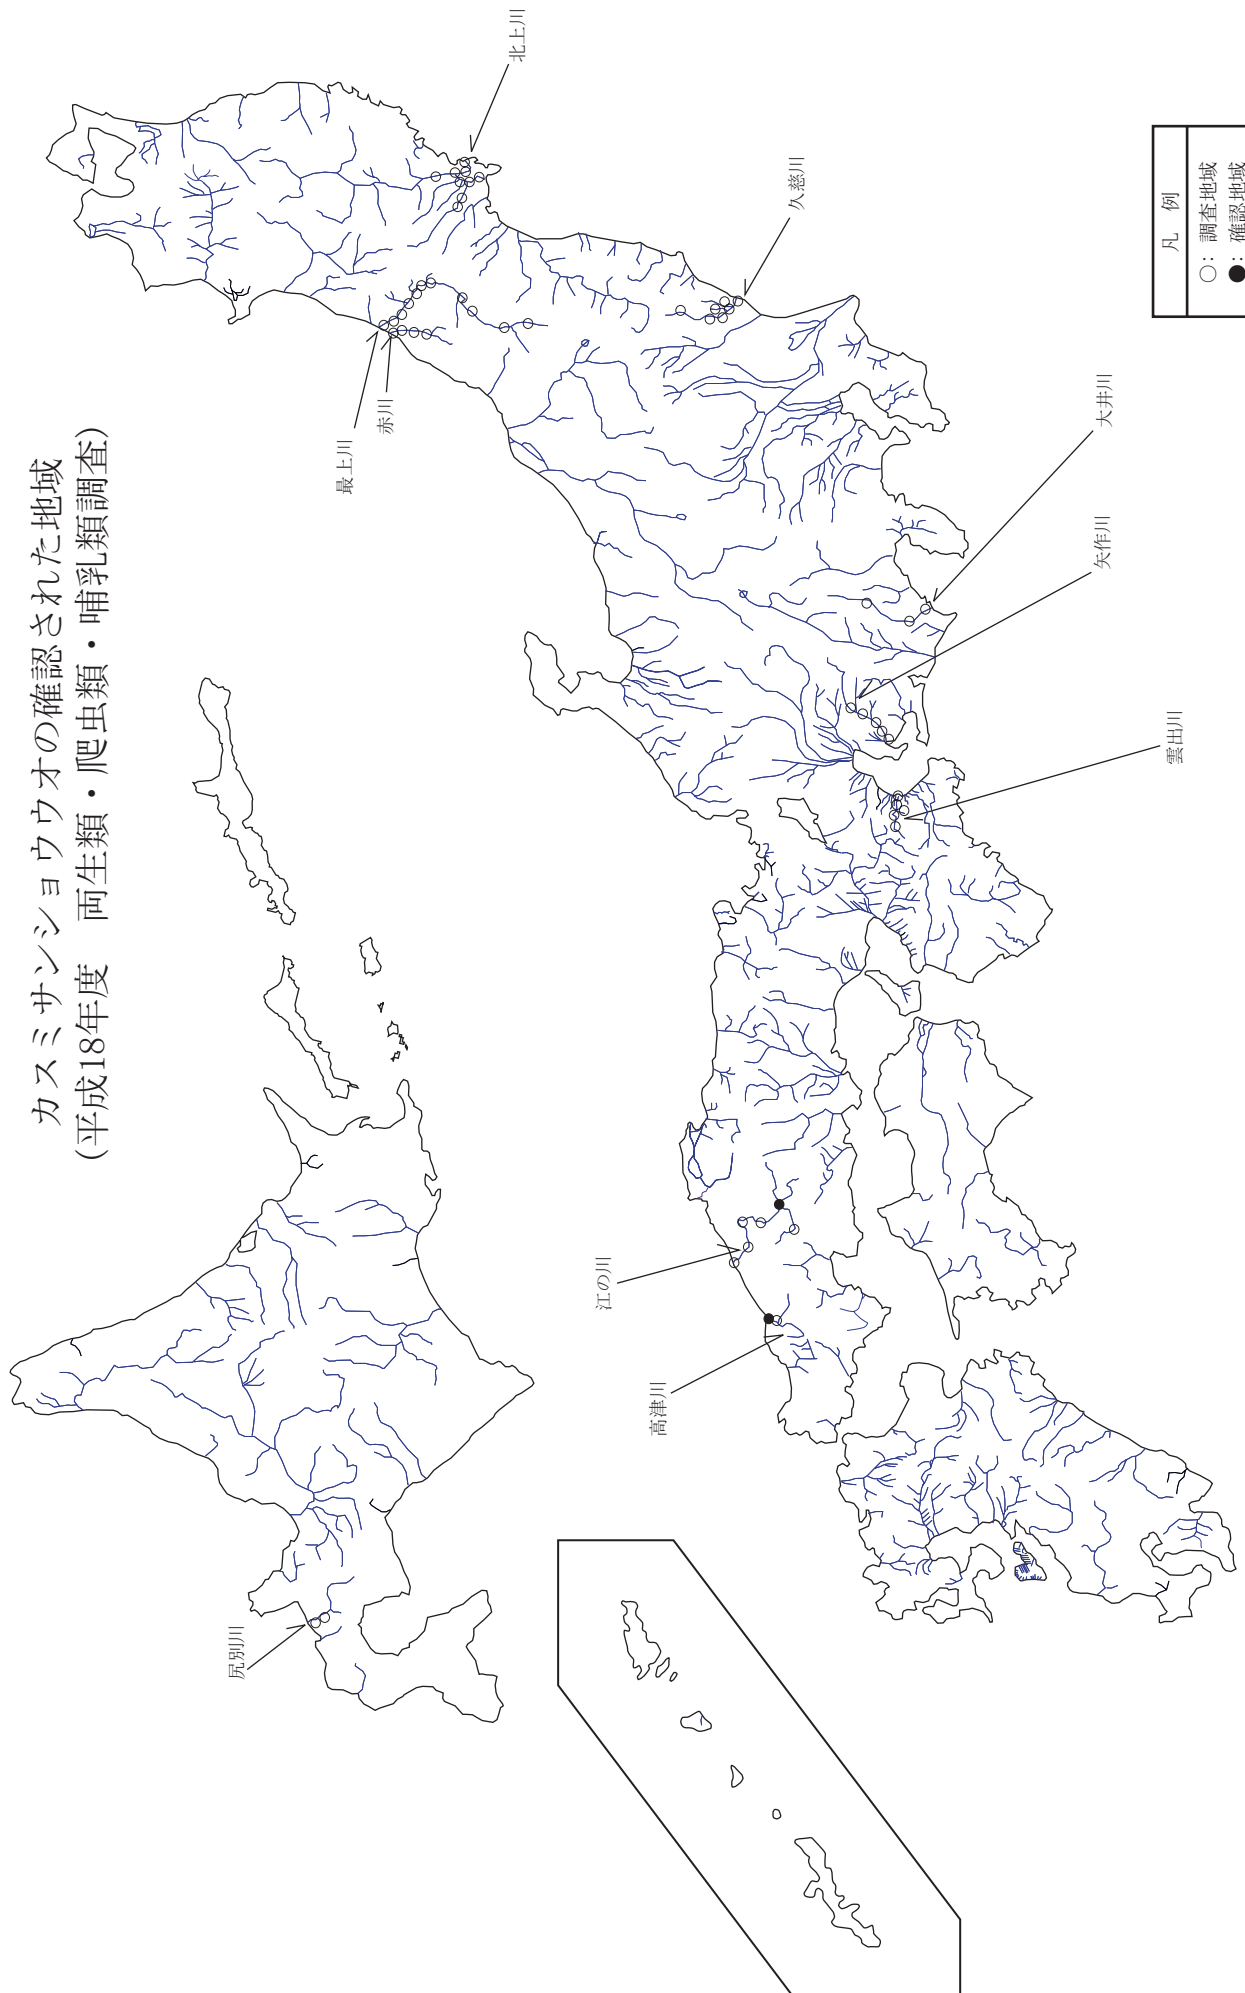 カスミサンショウウオの確認された地域
(平成18年度　両生類・爬虫類・哺乳類調査)
尻別川
北上川
最上川
赤川
久慈川
大井川
矢作川
雲出川
江の川
高津川
凡　例
○：調査地域
●：確認地域